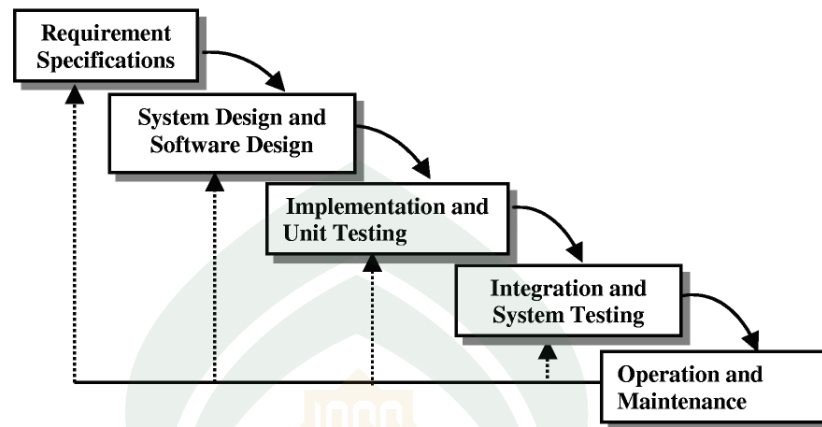 Requirement
Specifications
System Design and
Software Design
Implementation and
Unit Testing
Integration and
System Testing
Operation and
Maintenance